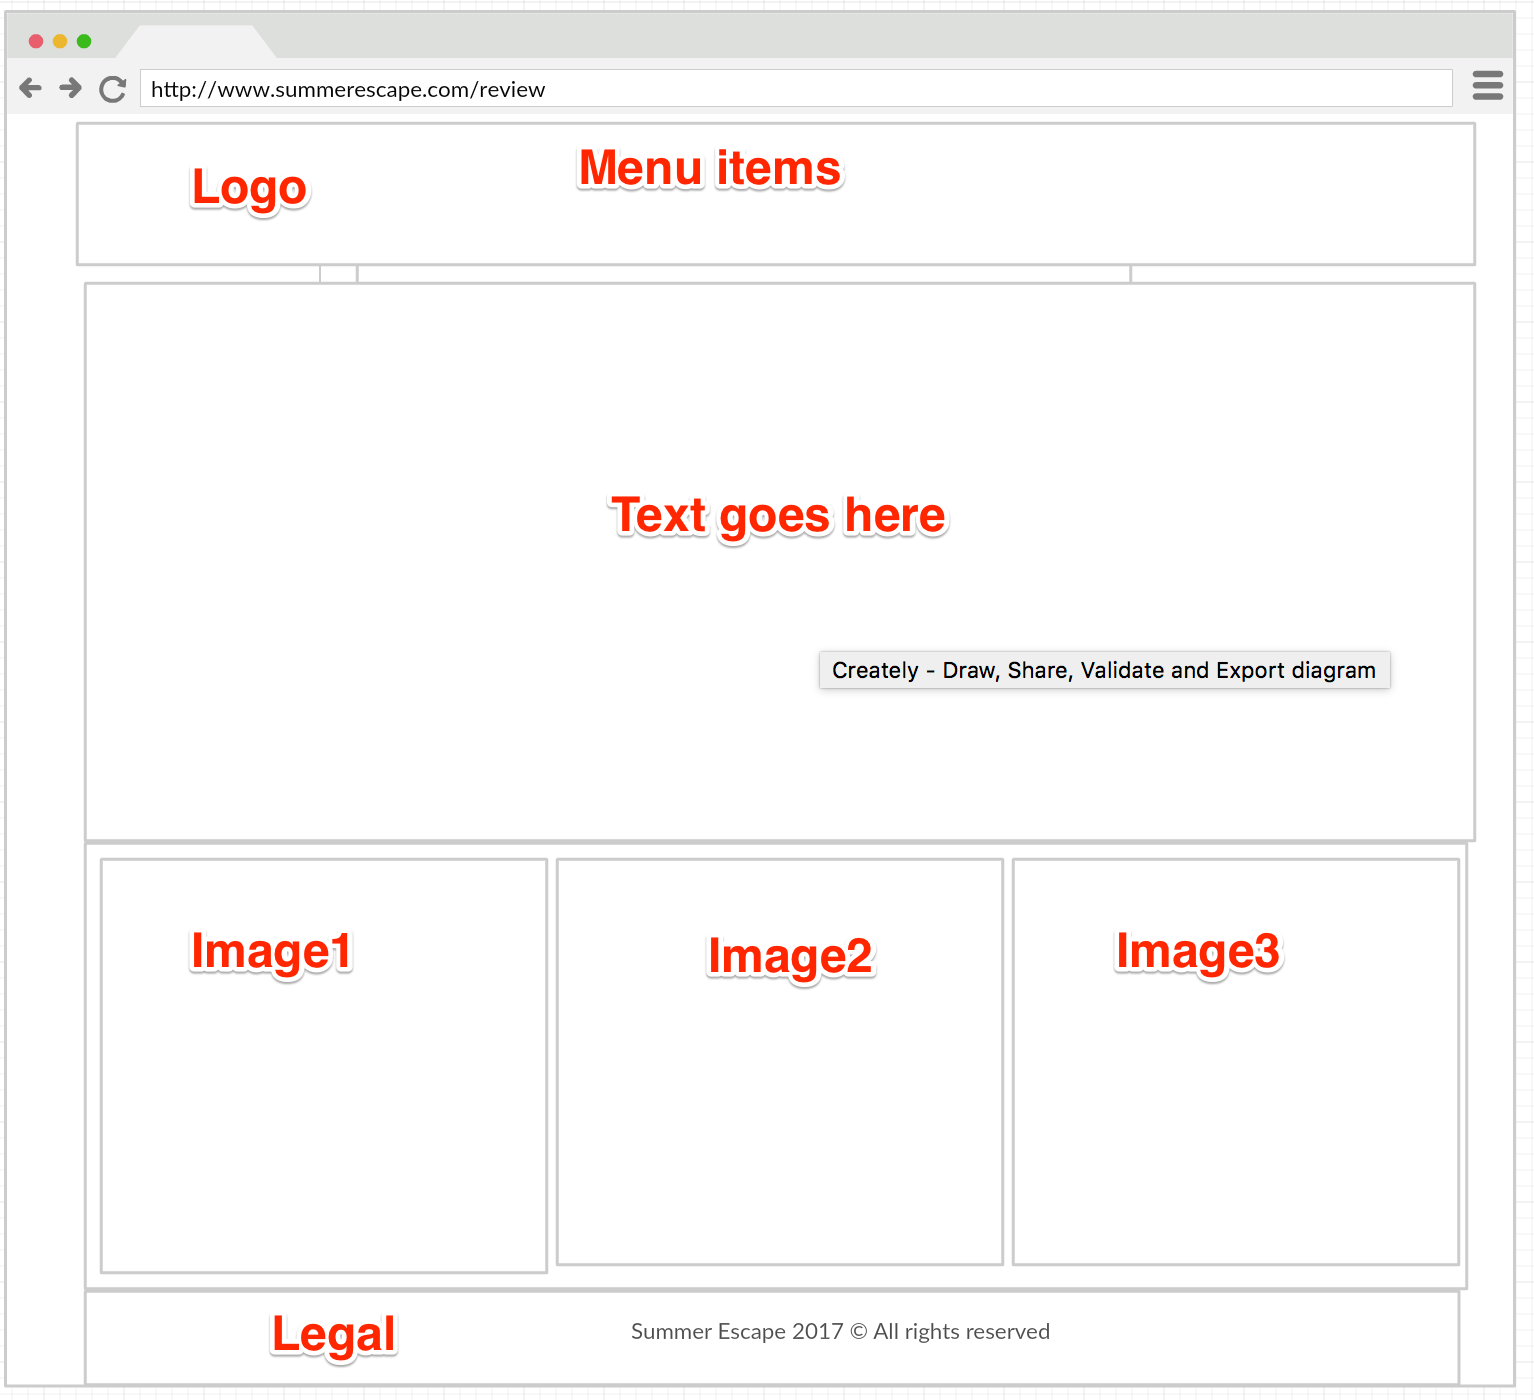 http://www.summerescape.com/review
Logo
Menu items
Text goes here
Creately - Draw, Share, Validate and Export diagram
Image1
Image2
Image3
Legal
Summer Escape 2017 © All rights reserved